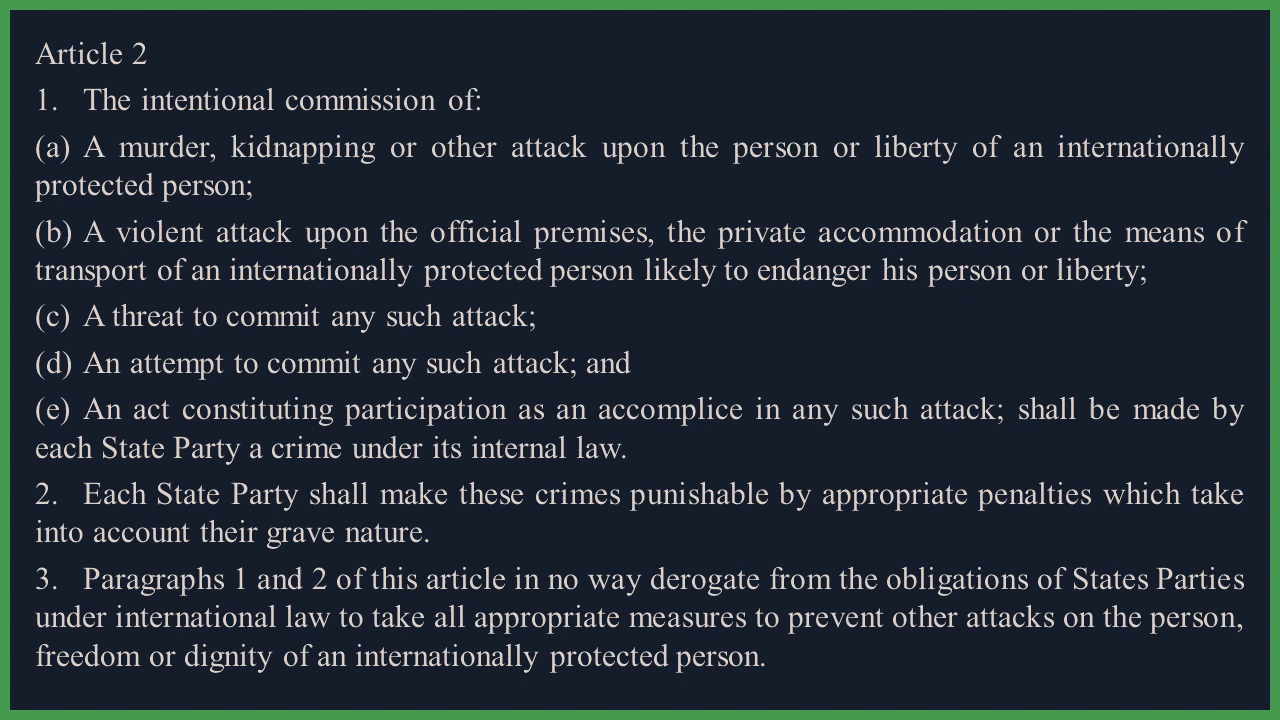 Article 2
1. The intentional commission of:
(a) A murder, kidnapping or other attack upon the person or liberty of an internationally
protected person;
(b) A violent attack upon the official premises, the private accommodation or the means of
transport of an internationally protected person likely to endanger his person or liberty;
(c) A threat to commit any such attack;
(d) An attempt to commit any such attack; and
(e) An act constituting participation as an accomplice in any such attack; shall be made by
each State Party a crime under its internal law.
2. Each State Party shall make these crimes punishable by appropriate penalties which take
into account their grave nature.
3. Paragraphs 1 and 2 of this article in no way derogate from the obligations of States Parties
under international law to take all appropriate measures to prevent other attacks on the person,
freedom or dignity of an internationally protected person.